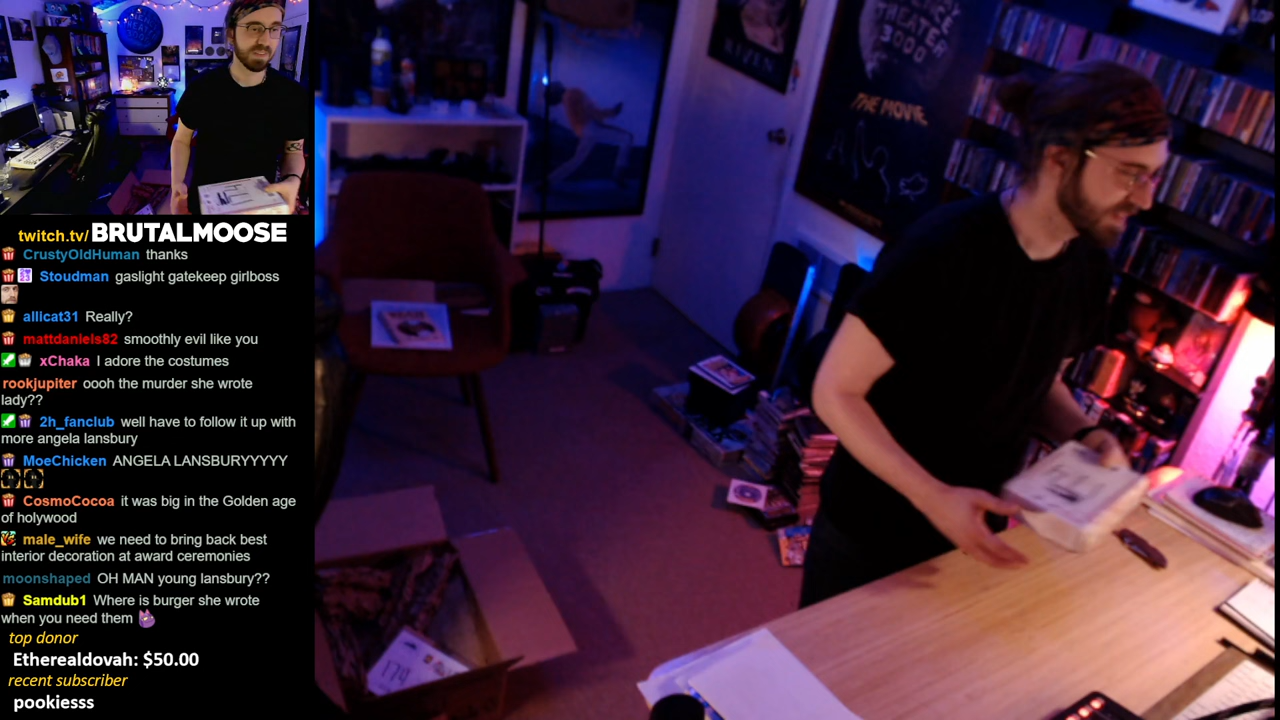 twitch.tv/BRUTALMOOSE
CrustyOldHuman thanks
Stoudman gaslight gatekeep girlboss
allicat31 Really?
mattdaniels82 smoothly evil like you
xChaka I adore the costumes
rookjupiter oooh the murder she wrote
lady??
2h_fanclub well have to follow it up with
more angela lansbury
MoeChicken ANGELA LANSBURYYYYY
CosmoCocoa it was big in the Golden age
of holywood
male_wife we need to bring back best
interior decoration at award ceremonies
moonshaped OH MAN young lansbury??
Samdub1 Where is burger she wrote
when you need them
top donor
Etherealdovah: $50.00
recent subscriber
pookiesss
RIVEN
THEATER
3000
THE MOVIE